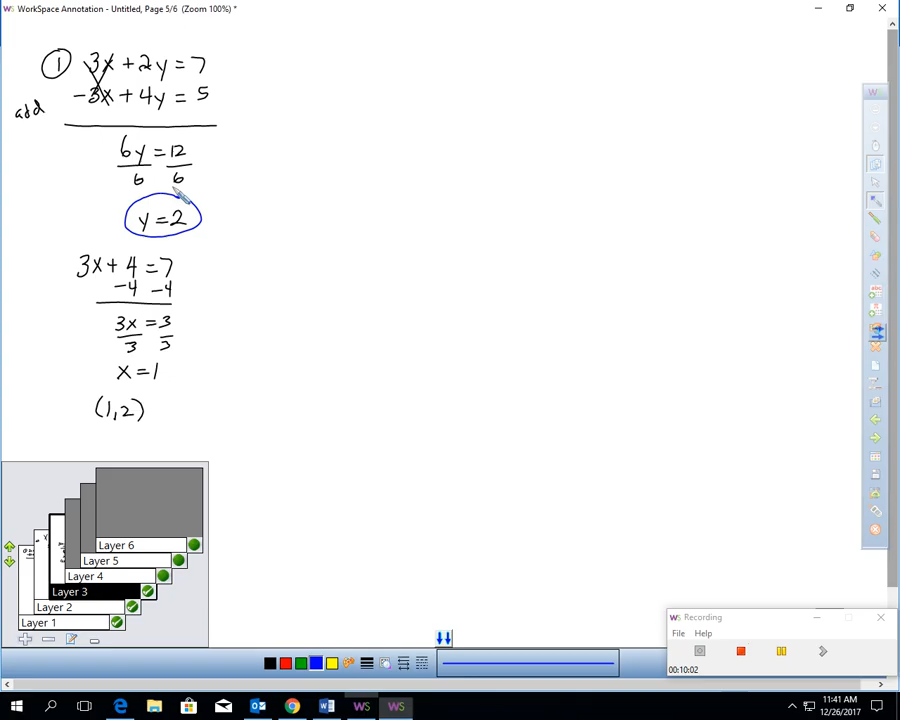 WorkSpace Annotation - Untitled, Page 5/6 (Zoom 100%) *
① 3x + 2y = 7
add
-3x + 4y = 5
6y = 12
6 6
y = 2
3x + 4 = 7
-4 -4
3x = 3
3 3
x = 1
(1, 2)
Layer 6
Layer 5
Layer 4
Layer 3
Layer 2
Layer 1
WS Recording
File Help
00:10:02
11:41 AM
12/26/2017